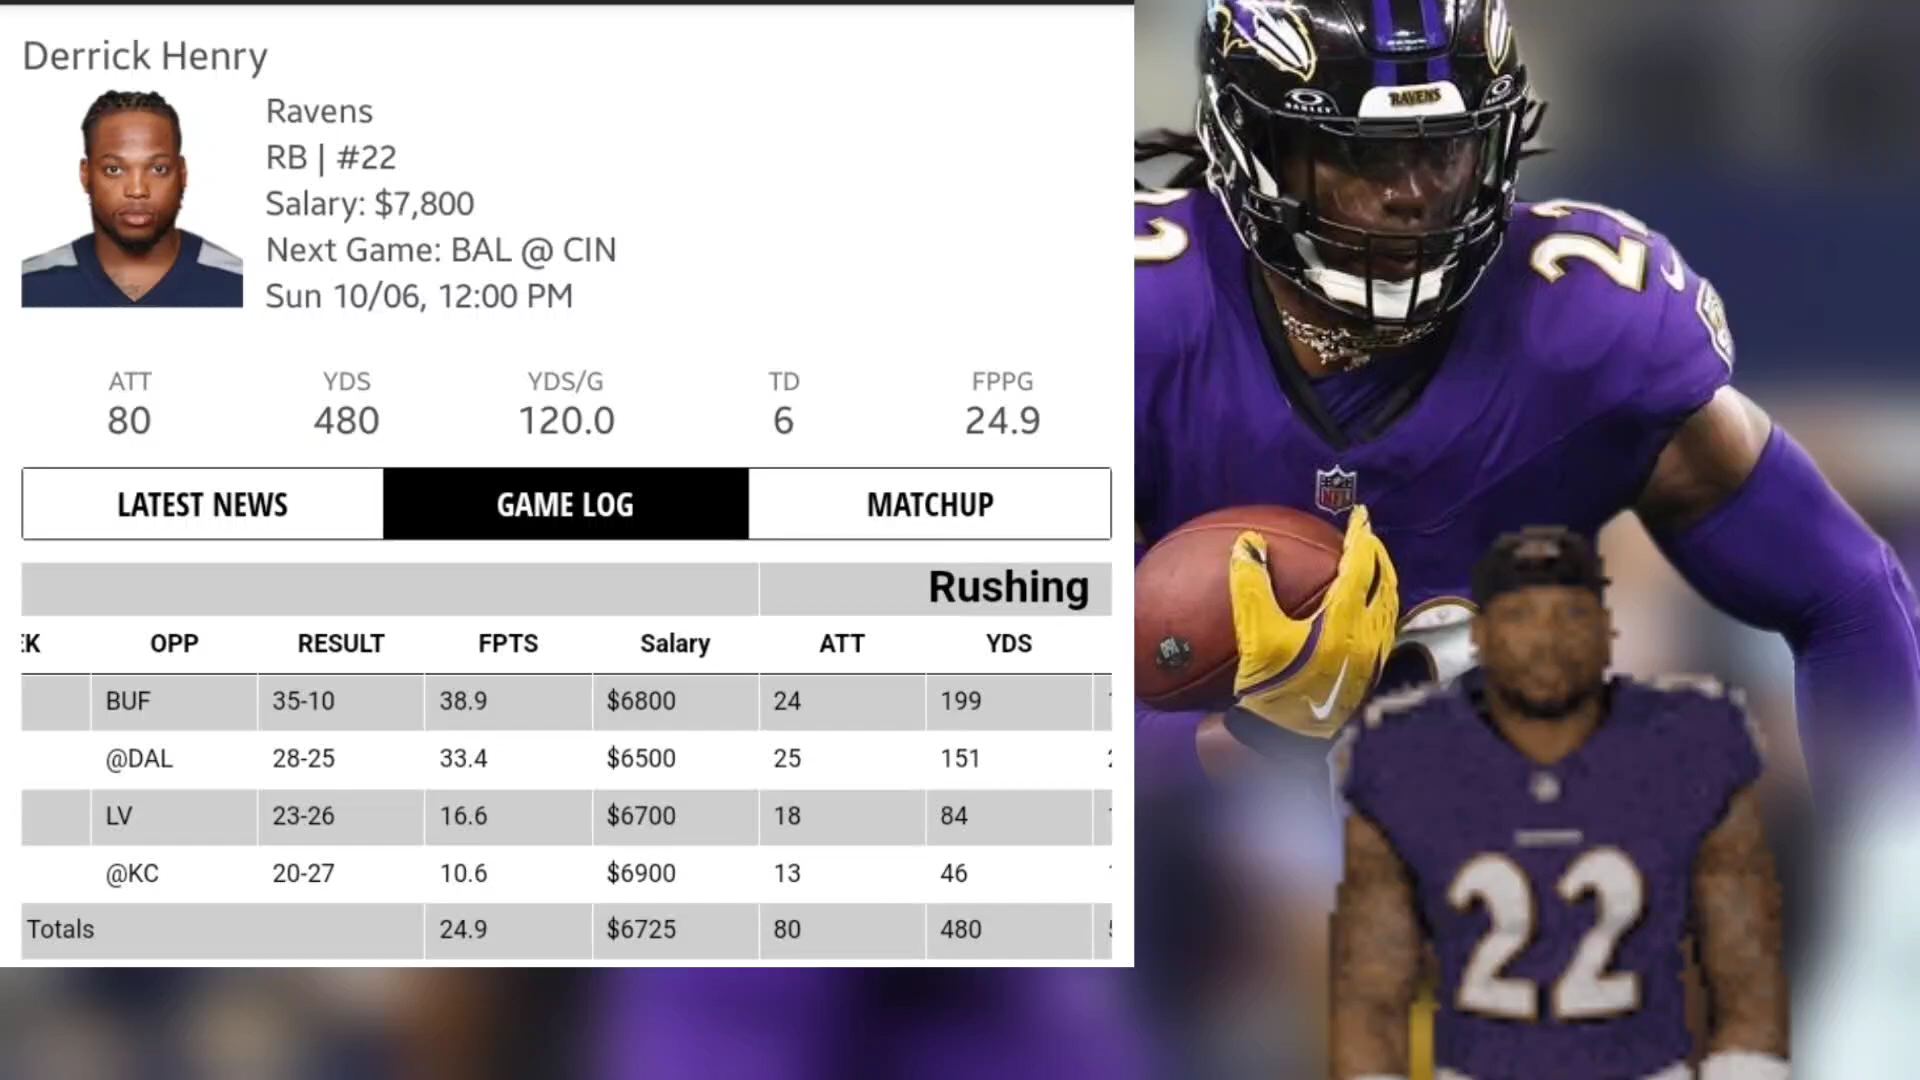 Derrick Henry
Ravens
RB | #22
Salary: $7,800
Next Game: BAL @ CIN
Sun 10/06, 12:00 PM
ATT YDS YDS/G TD FPPG
80 480 120.0 6 24.9
LATEST NEWS GAME LOG MATCHUP
Rushing
EK OPP RESULT FPTS Salary ATT YDS
BUF 35-10 38.9 $6800 24 199
@DAL 28-25 33.4 $6500 25 151
LV 23-26 16.6 $6700 18 84
@KC 20-27 10.6 $6900 13 46
Totals 24.9 $6725 80 480
RAVENS
OAKLEY
22
NFL
22